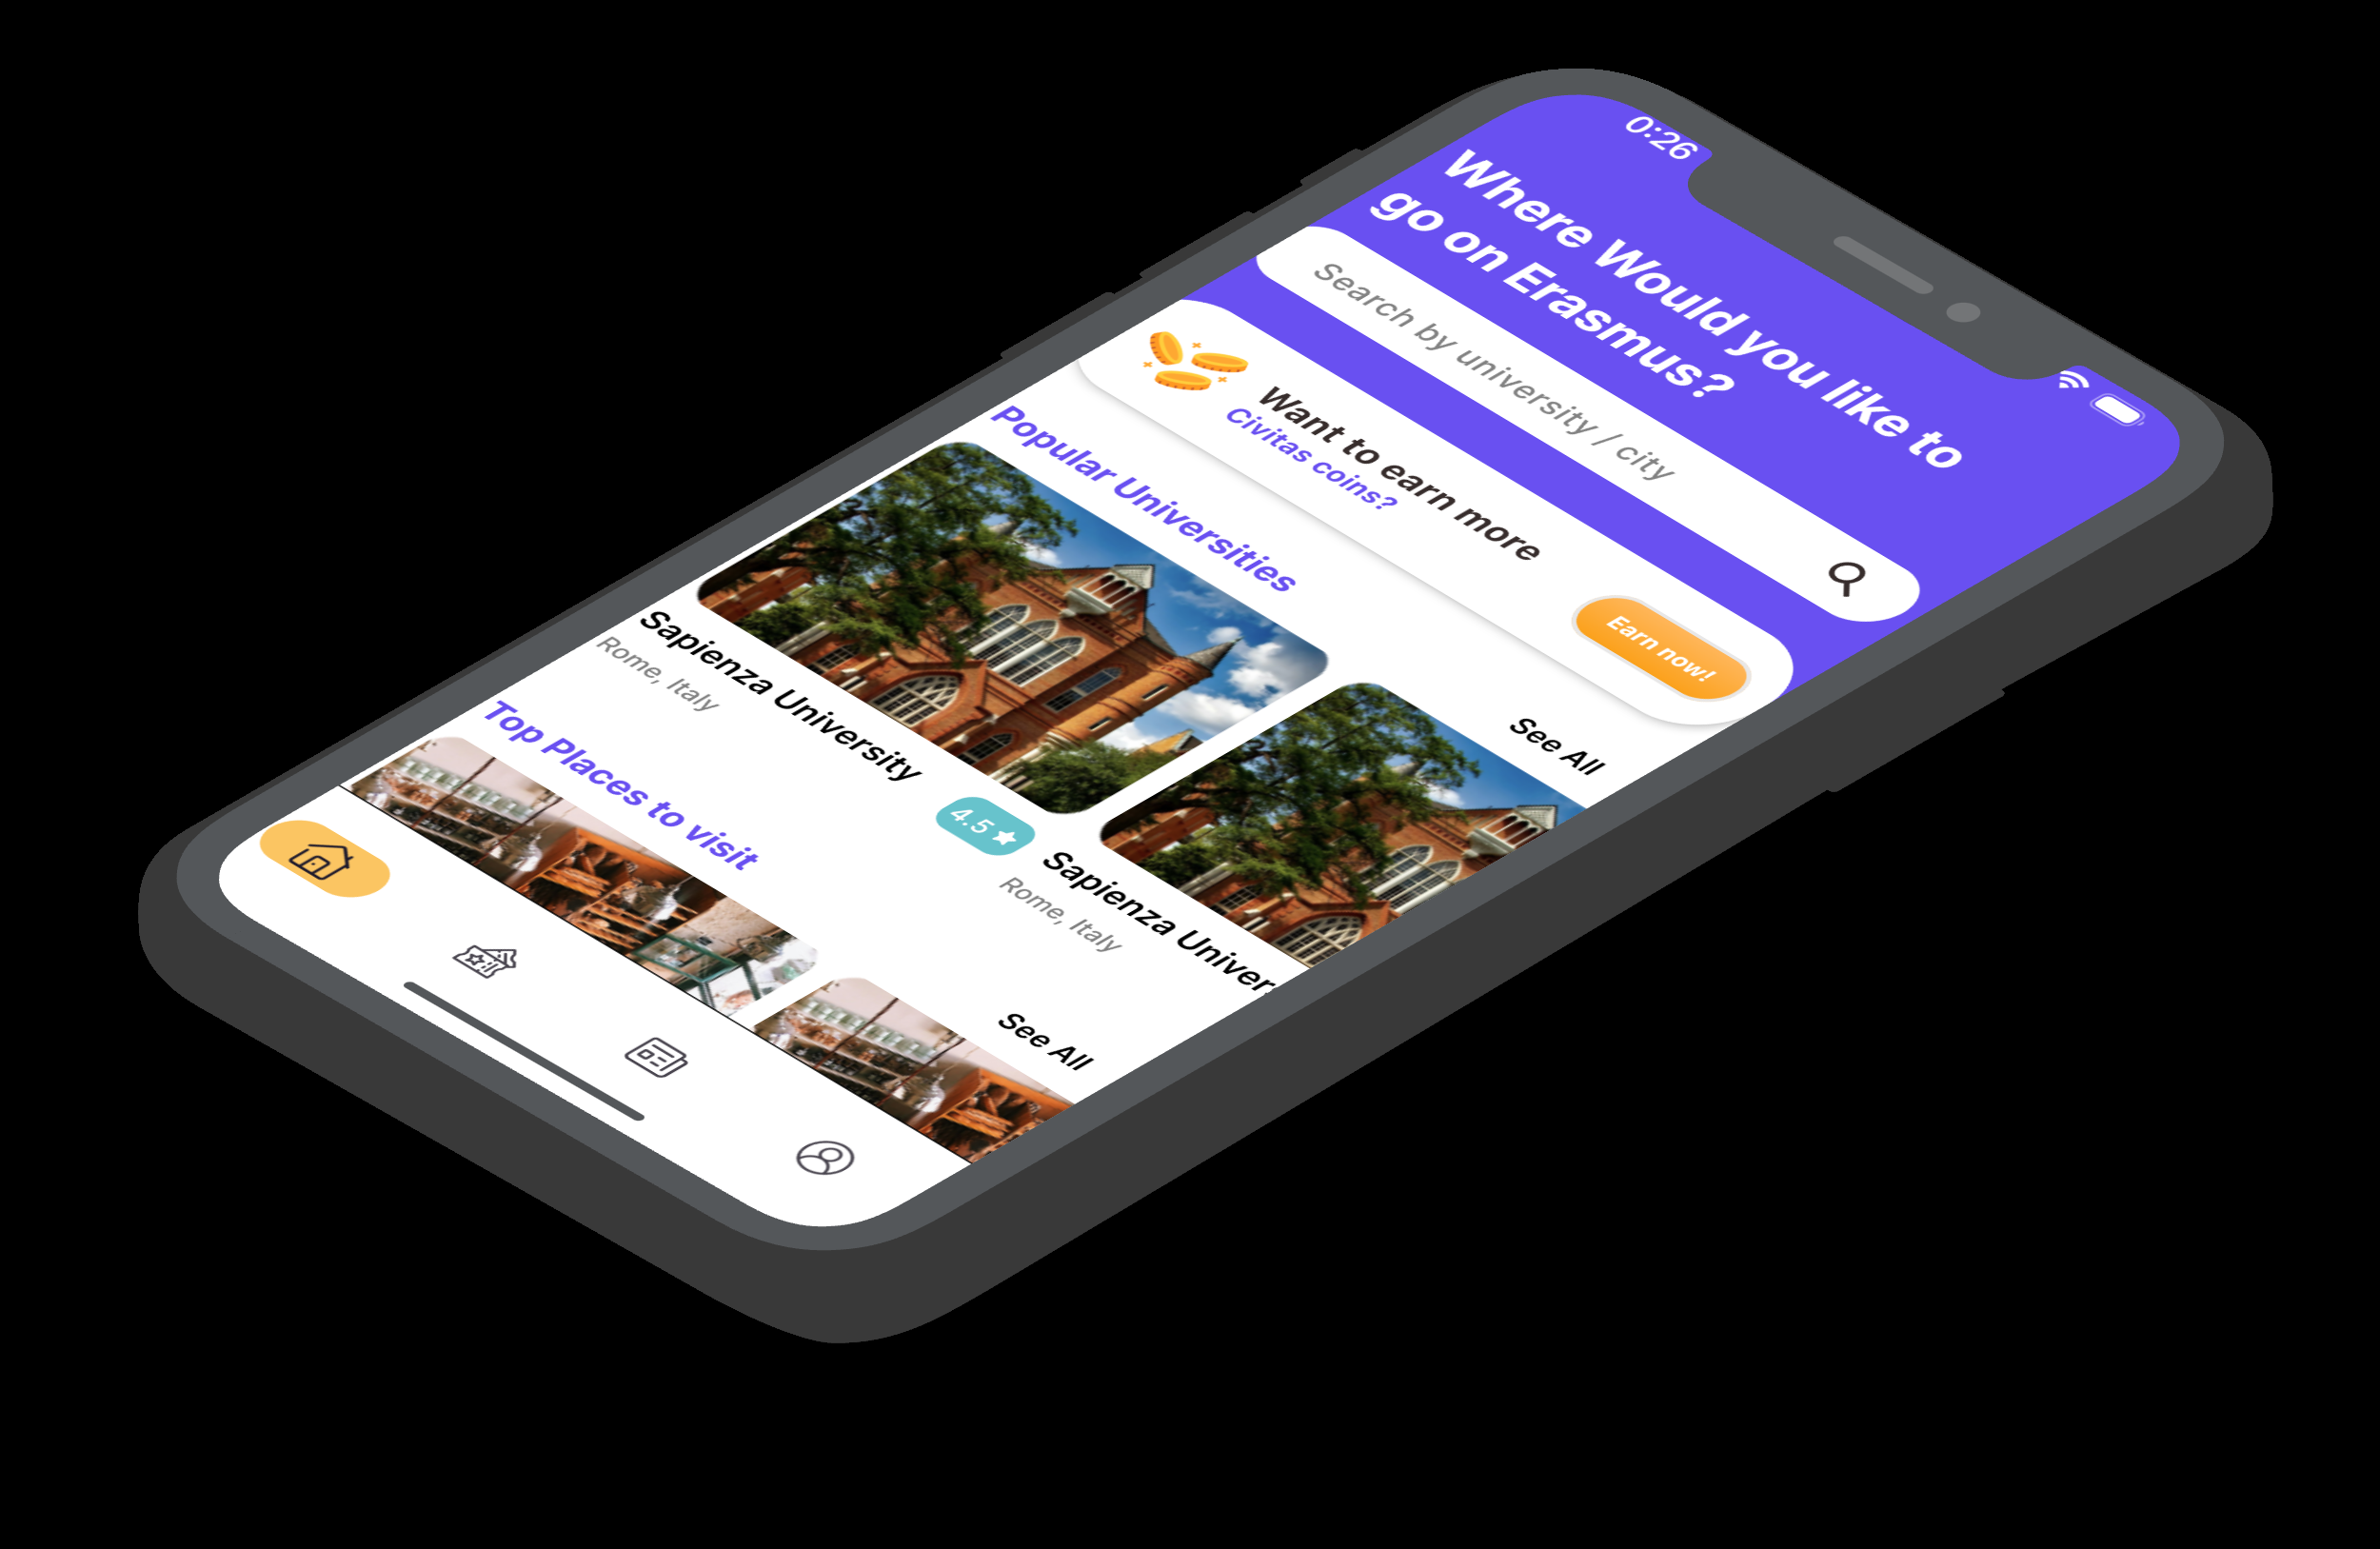 0:26
Where Would you like to
go on Erasmus?
Search by university / city
Want to earn more
Civitas coins?
Earn now!
Popular Universities
See All
Sapienza University
4.5
Rome, Italy
Sapienza Univer
Rome, Italy
Top Places to visit
See All